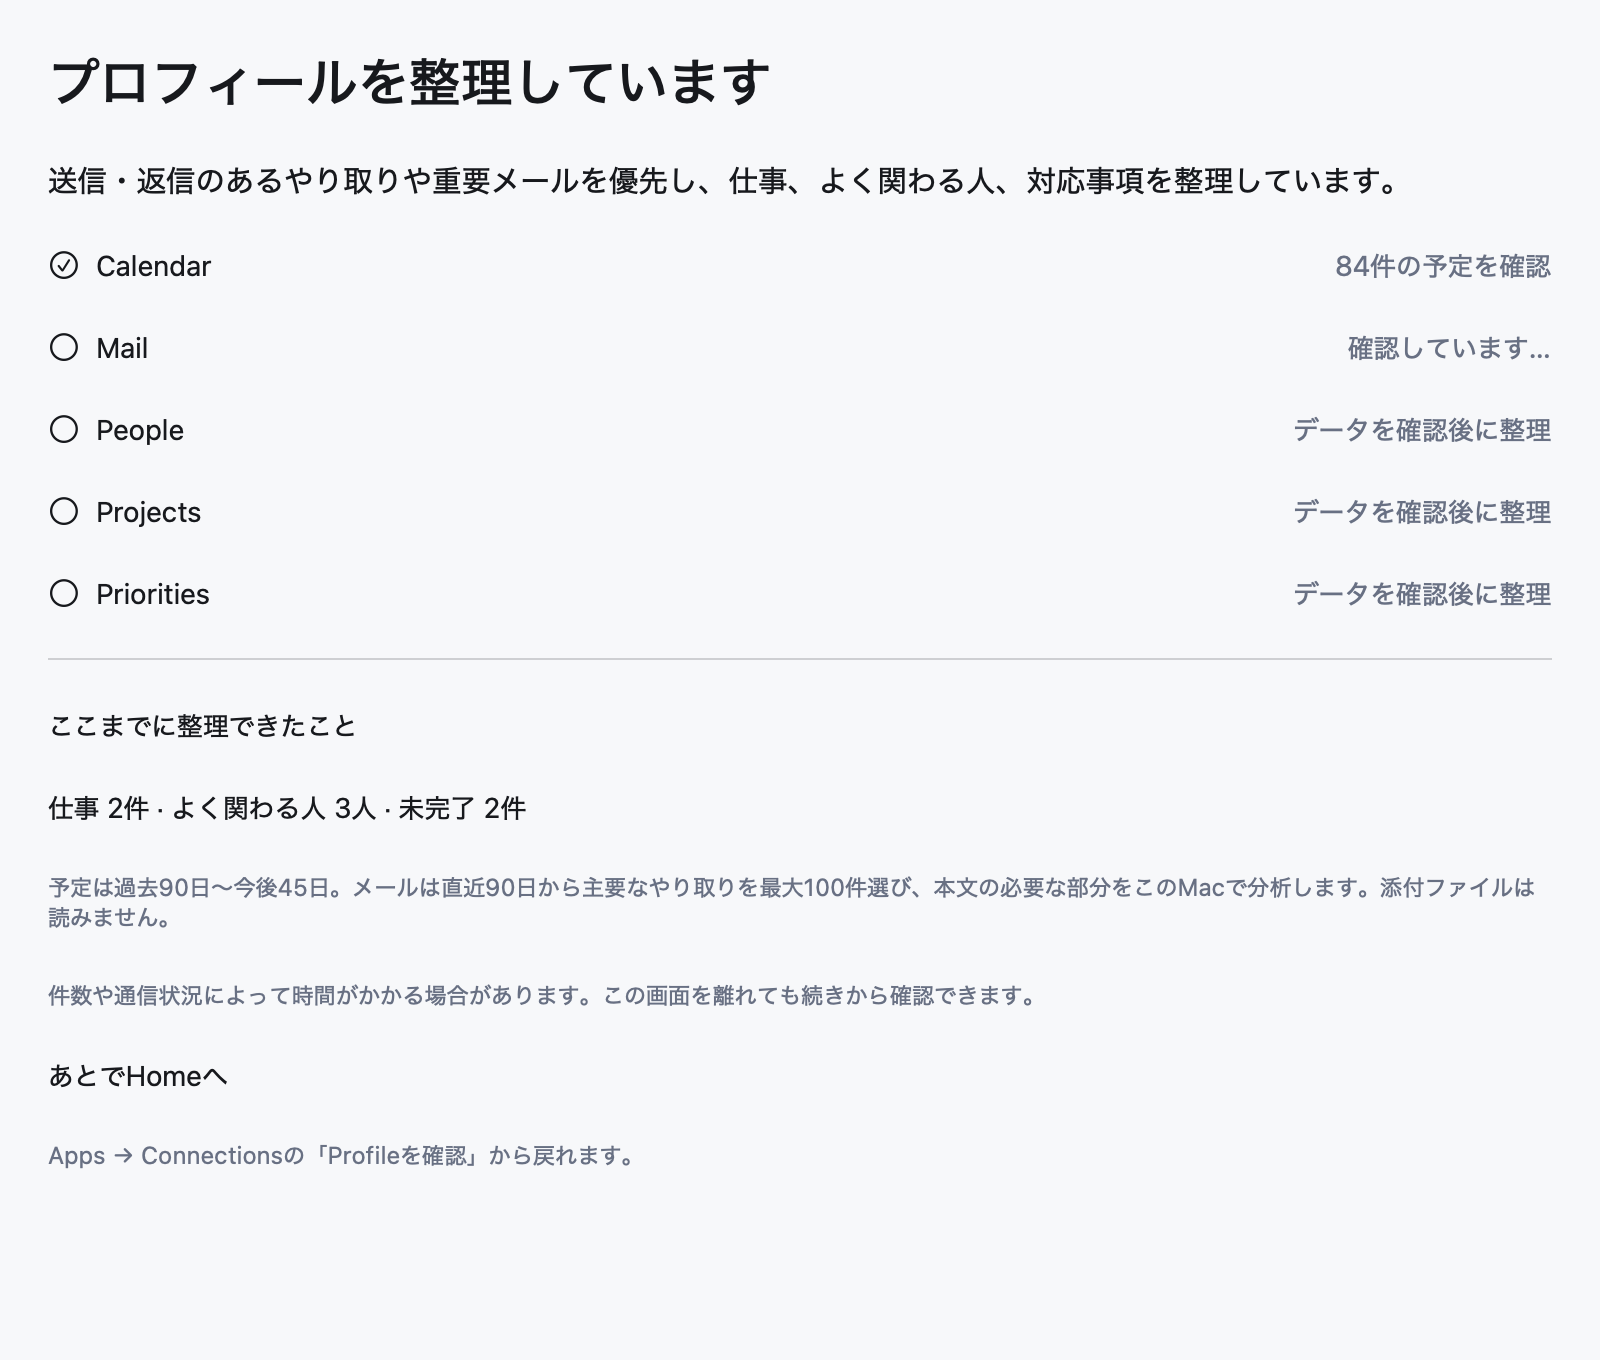 プロフィールを整理しています
送信・返信のあるやり取りや重要メールを優先し、仕事、よく関わる人、対応事項を整理しています。
Calendar 84件の予定を確認
Mail 確認しています...
People データを確認後に整理
Projects データを確認後に整理
Priorities データを確認後に整理
ここまでに整理できたこと
仕事 2件 · よく関わる人 3人 · 未完了 2件
予定は過去90日〜今後45日。メールは直近90日から主要なやり取りを最大100件選び、本文の必要な部分をこのMacで分析します。添付ファイルは
読みません。
件数や通信状況によって時間がかかる場合があります。この画面を離れても続きから確認できます。
あとでHomeへ
Apps → Connectionsの「Profileを確認」から戻れます。